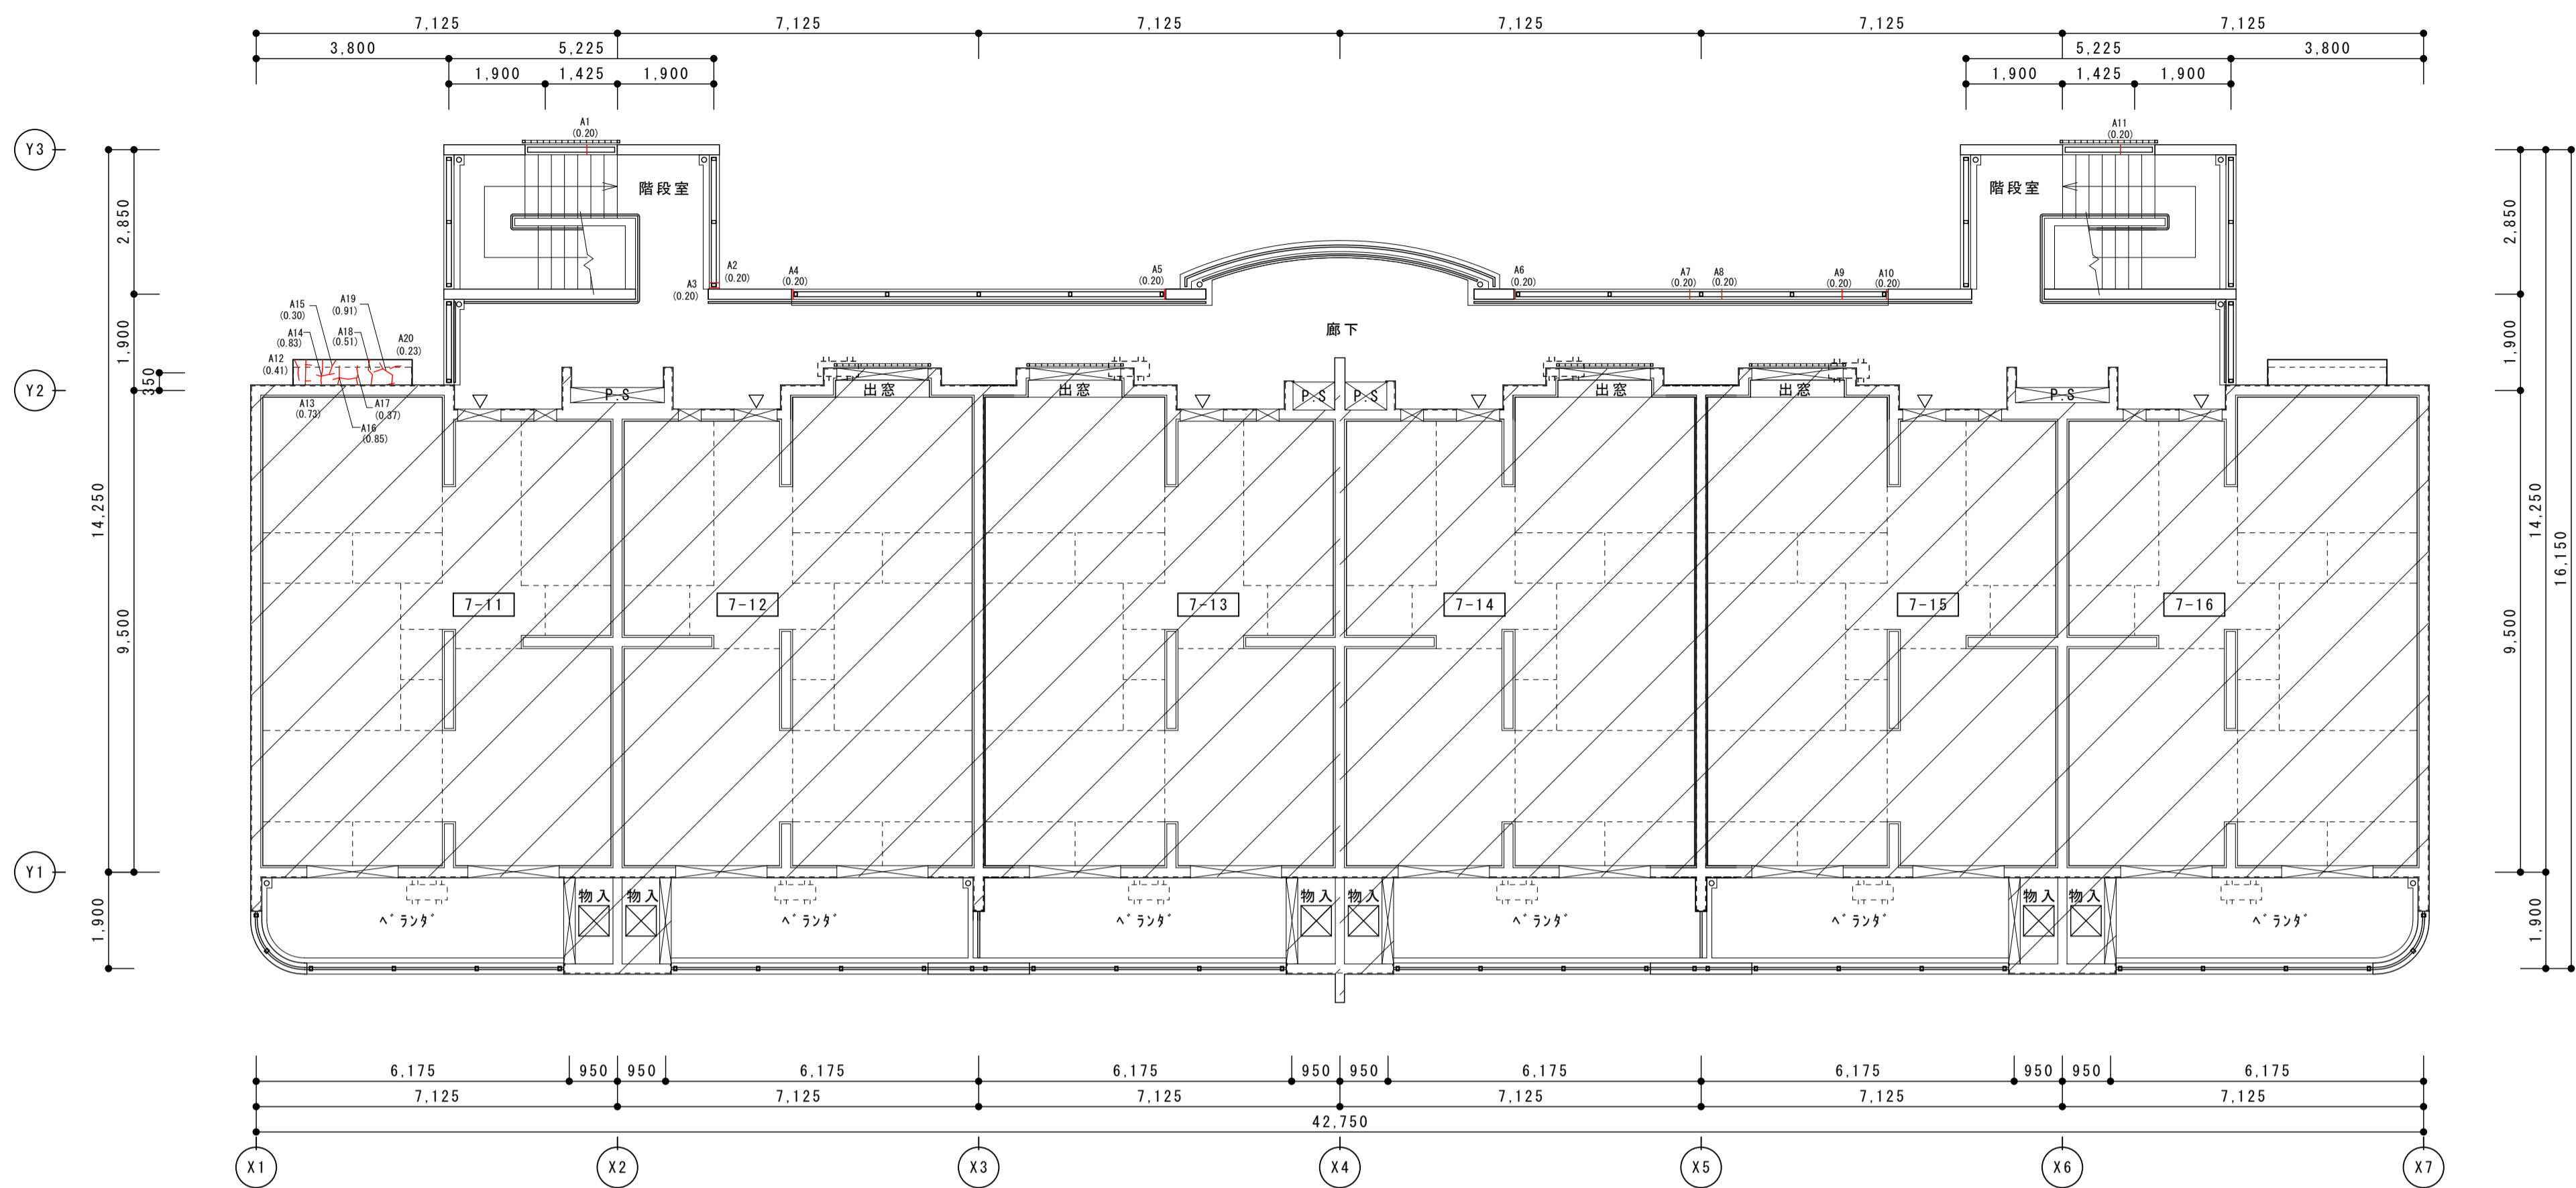 7,125 7,125 7,125 7,125 7,125 7,125
3,800 5,225 5,225 3,800
1,900 1,425 1,900 1,900 1,425 1,900
A1
(0.20)
A11
(0.20)
Y3
階段室 階段室
2,850 2,850
A2
(0.20)
A3
(0.20)
A4
(0.20)
A5
(0.20)
A6
(0.20)
A7
(0.20)
A8
(0.20)
A9
(0.20)
A10
(0.20)
A15
(0.30)
A19
(0.91)
A14
(0.83)
A18
(0.51)
A20
(0.23)
A12
(0.41)
廊下
1,900 1,900
350
Y2
P.S 出窓 出窓 P.S P.S 出窓 出窓 P.S
A13
(0.73)
A17
(0.37)
A16
(0.85)
14,250 14,250
16,150
9,500 9,500
7-11 7-12 7-13 7-14 7-15 7-16
Y1
物入 物入 物入 物入 物入 物入
ベランダ ベランダ ベランダ ベランダ ベランダ ベランダ
1,900 1,900
6,175 950 950 6,175 6,175 950 950 6,175 6,175 950 950 6,175
7,125 7,125 7,125 7,125 7,125 7,125
42,750
X1 X2 X3 X4 X5 X6 X7